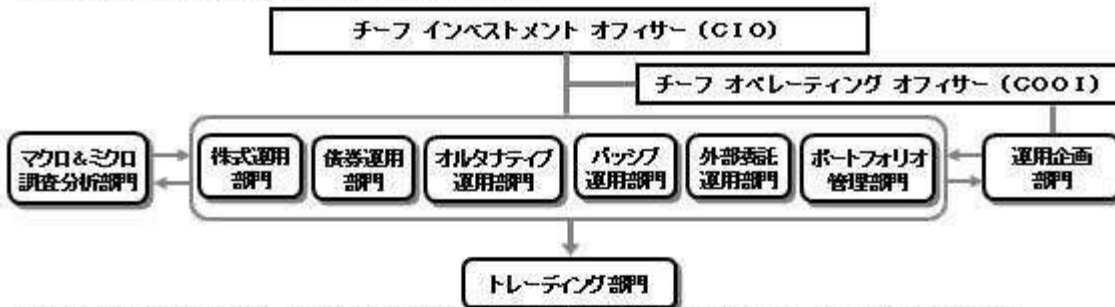 チーフ インベストメント オフィサー (CIO)
チーフ オペレーティング オフィサー (COOI)
マクロ&ミクロ
調査分析部門
株式運用
部門
債券運用
部門
オルタナティブ
運用部門
パッシブ
運用部門
外部委託
運用部門
ポートフォリオ
管理部門
運用企画
部門
トレーディング部門